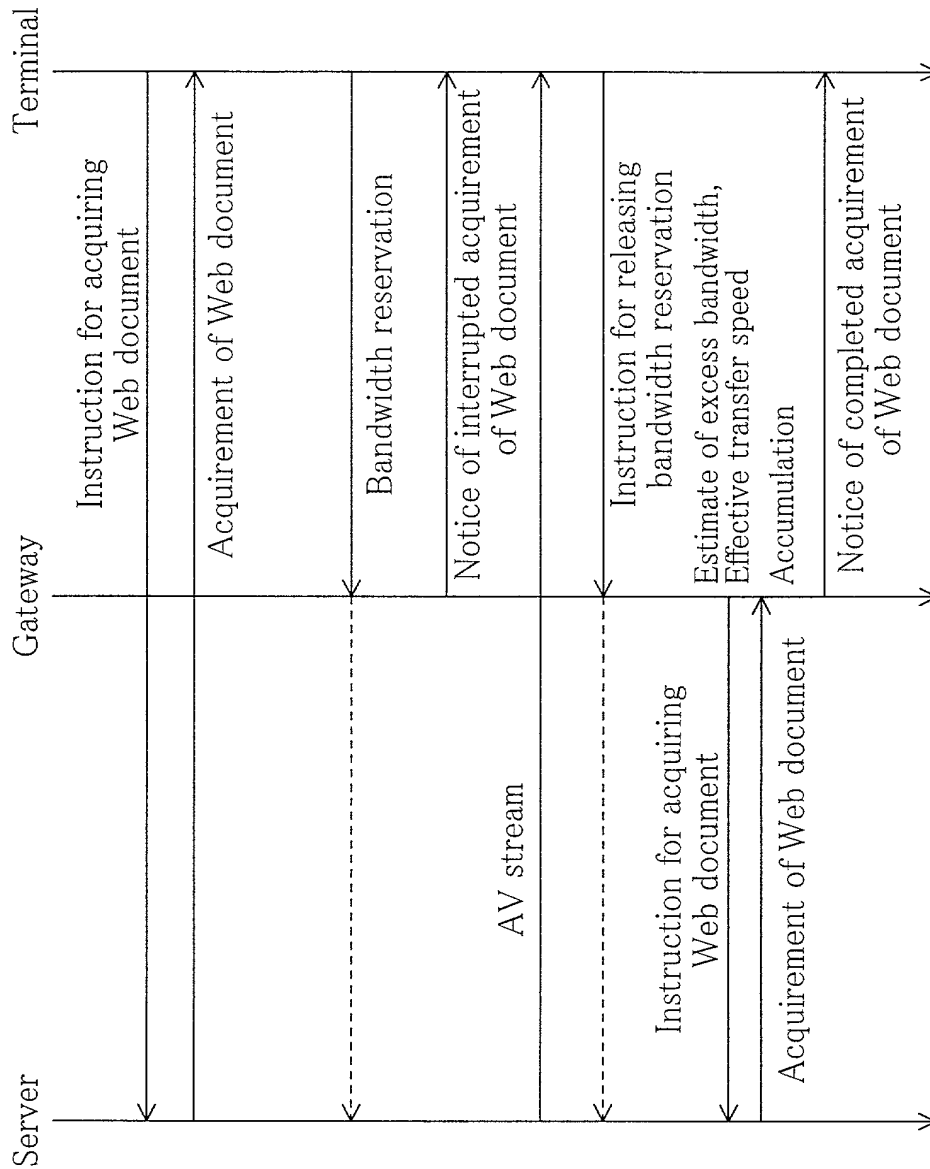 Server
Gateway
Terminal
Instruction for acquiring
Web document
Acquirement of Web document
Bandwidth reservation
Notice of interrupted acquirement
of Web document
AV stream
Instruction for releasing
bandwidth reservation
Estimate of excess bandwidth,
Effective transfer speed
Instruction for acquiring
Web document
Accumulation
Acquirement of Web document
Notice of completed acquirement
of Web document